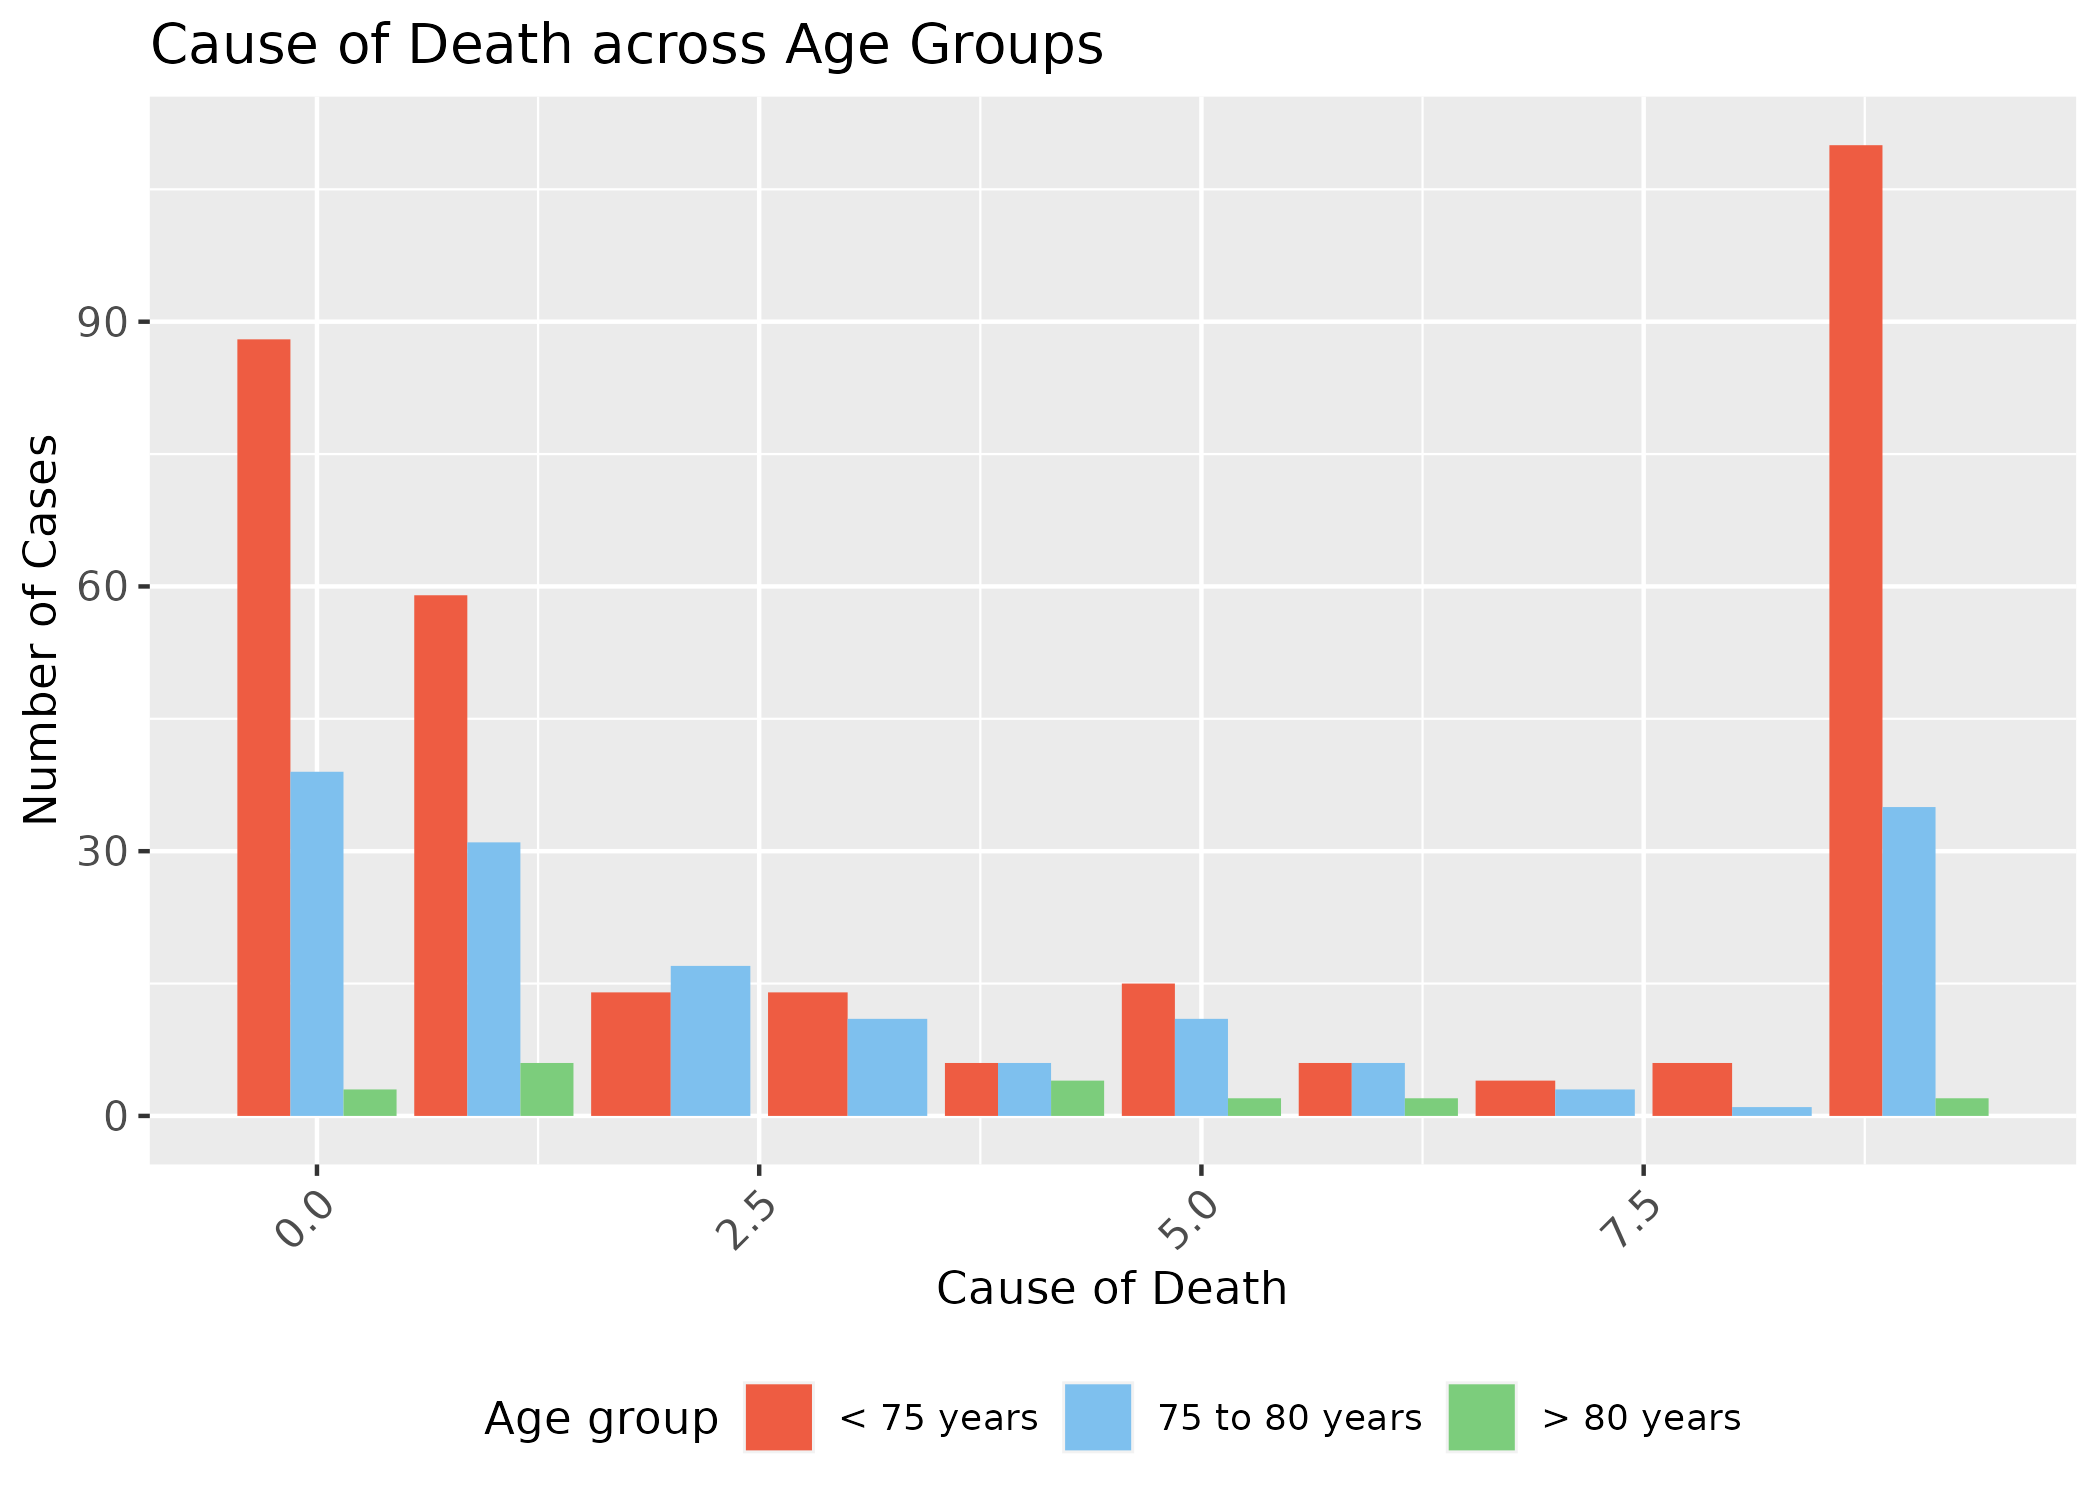 Cause of Death across Age Groups
Number of Cases
90
60
30
0
0.0 2.5 5.0 7.5
Cause of Death
Age group < 75 years 75 to 80 years > 80 years